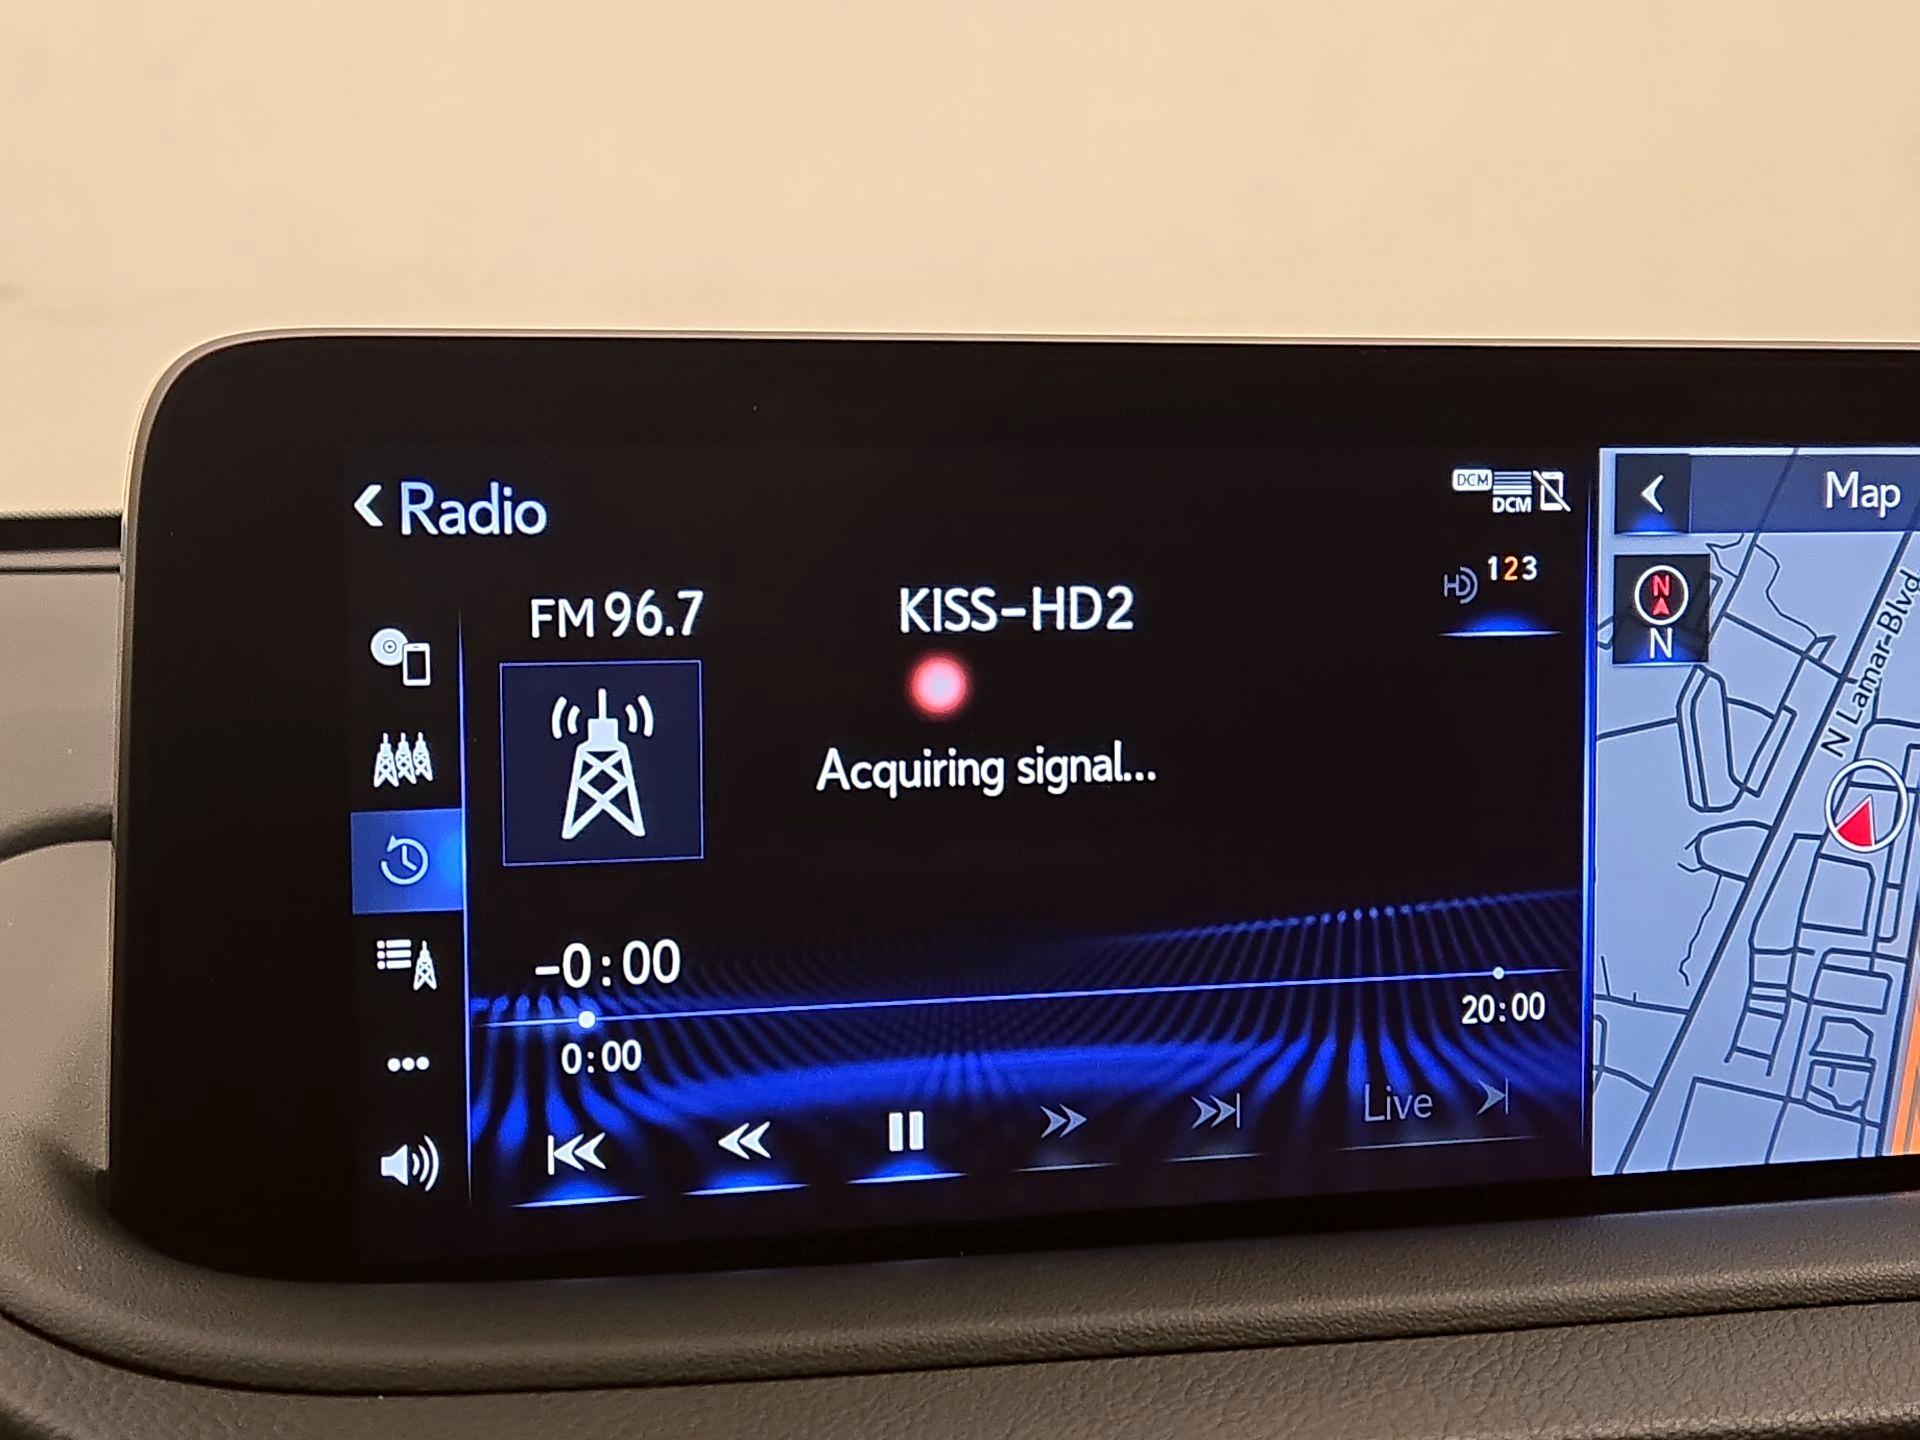 Radio
DCM
DCM
Map
FM 96.7
KISS-HD2
HD 123
N
N
N Lamar Blvd
Acquiring signal...
-0:00
0:00
20:00
Live